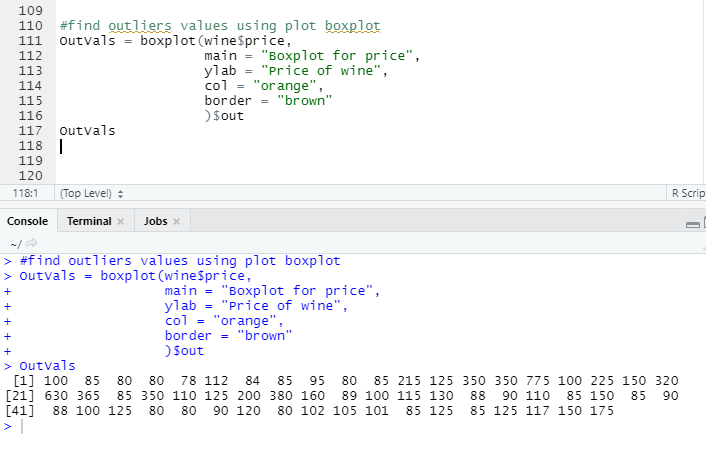 109
110 #find outliers values using plot boxplot
111 OutVals = boxplot(wine$price,
112 main = "Boxplot for price",
113 ylab = "Price of wine",
114 col = "orange",
115 border = "brown"
116 )$out
117 OutVals
118
119
120
118:1 (Top Level) R Scrip
Console Terminal Jobs
~/
> #find outliers values using plot boxplot
> OutVals = boxplot(wine$price,
+ main = "Boxplot for price",
+ ylab = "Price of wine",
+ col = "orange",
+ border = "brown"
+ )$out
> OutVals
[1] 100 85 80 80 78 112 84 85 95 80 85 215 125 350 350 775 100 225 150 320
[21] 630 365 85 350 110 125 200 380 160 89 100 115 130 88 90 110 85 150 85 90
[41] 88 100 125 80 80 90 120 80 102 105 101 85 125 85 125 117 150 175
>